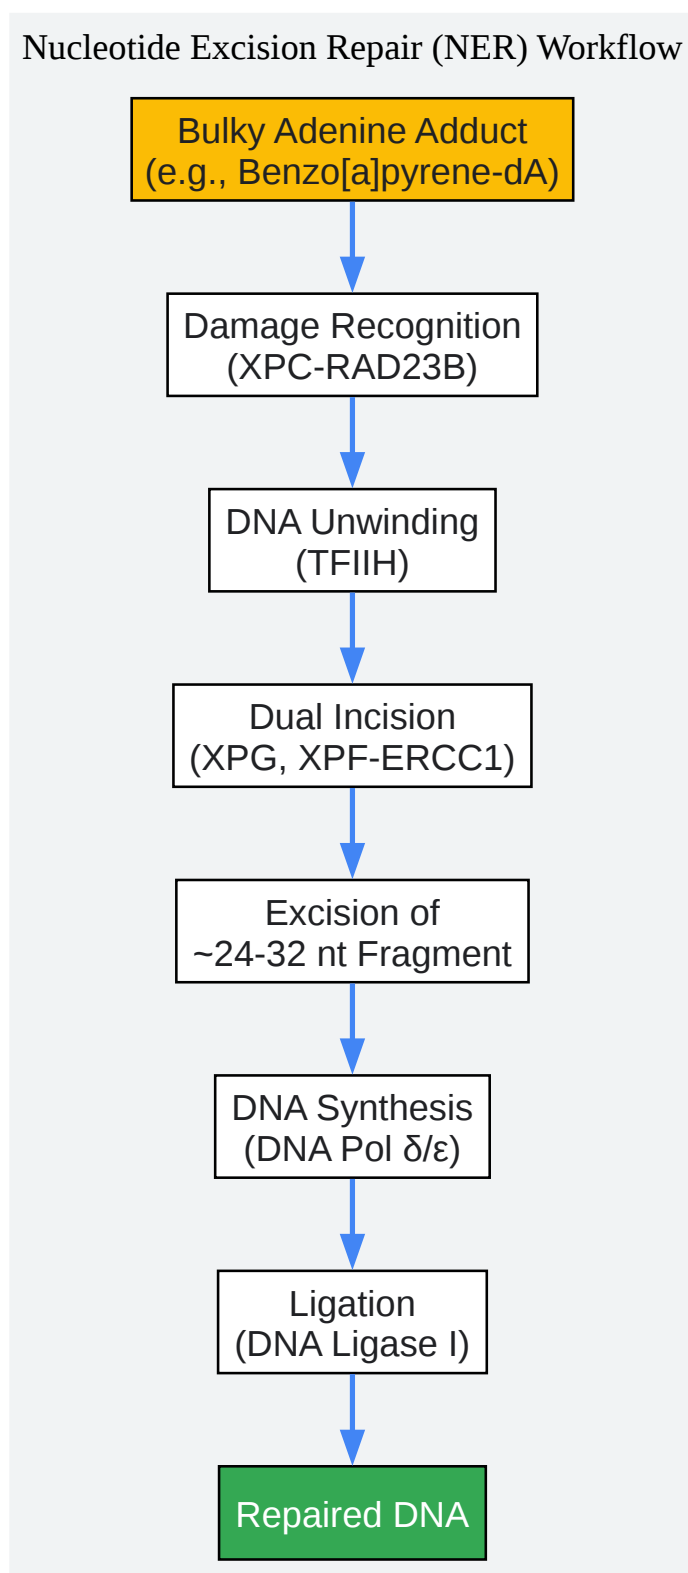 Nucleotide Excision Repair (NER) Workflow
Bulky Adenine Adduct
(e.g., Benzo[a]pyrene-dA)
Damage Recognition
(XPC-RAD23B)
DNA Unwinding
(TFIIH)
Dual Incision
(XPG, XPF-ERCC1)
Excision of
~24-32 nt Fragment
DNA Synthesis
(DNA Pol δ/ε)
Ligation
(DNA Ligase I)
Repaired DNA